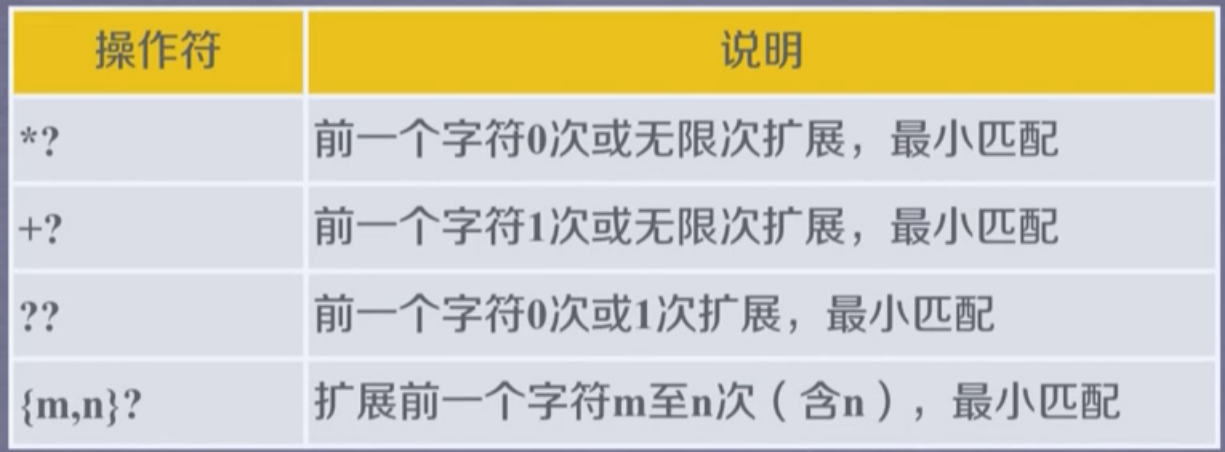 操作符 说明
*? 前一个字符0次或无限次扩展，最小匹配
+? 前一个字符1次或无限次扩展，最小匹配
?? 前一个字符0次或1次扩展，最小匹配
{m,n}? 扩展前一个字符m至n次（含n），最小匹配